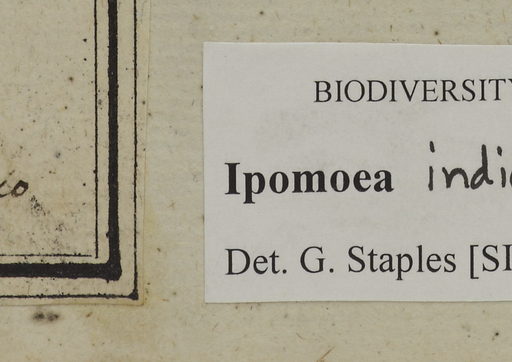 BIODIVERSITY
Ipomoea indic
Det. G. Staples [SI